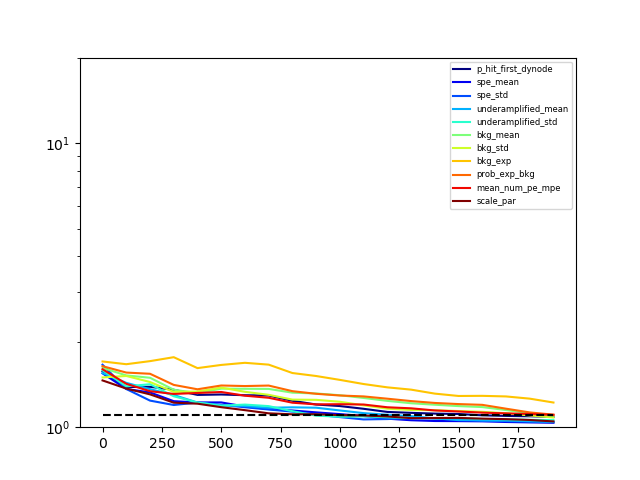 10¹
10⁰
0 250 500 750 1000 1250 1500 1750
p_hit_first_dynode
spe_mean
spe_std
underamplified_mean
underamplified_std
bkg_mean
bkg_std
bkg_exp
prob_exp_bkg
mean_num_pe_mpe
scale_par